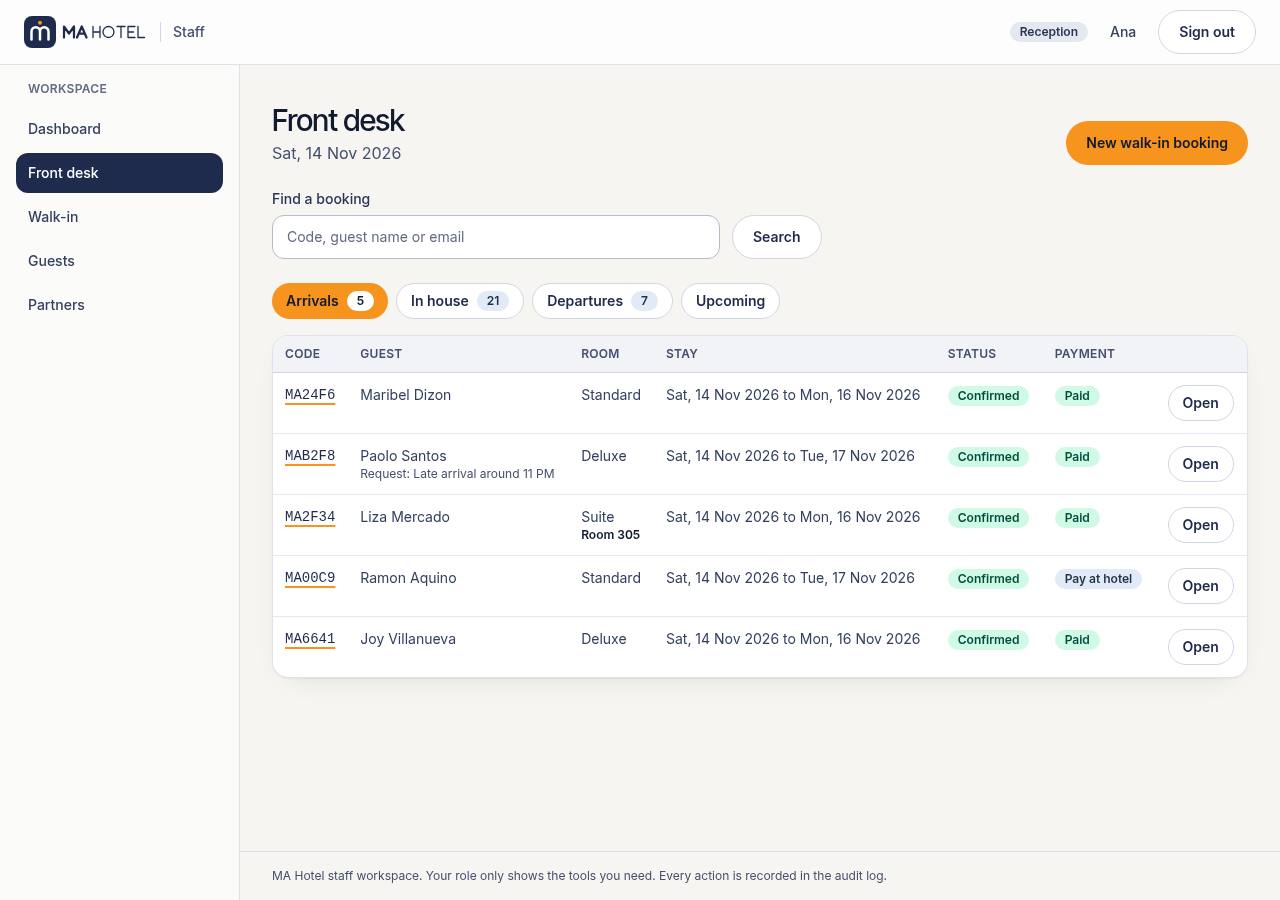 MA HOTEL Staff Reception Ana Sign out
WORKSPACE
Dashboard
Front desk
Walk-in
Guests
Partners
Front desk
Sat, 14 Nov 2026
New walk-in booking
Find a booking
Code, guest name or email Search
Arrivals 5 In house 21 Departures 7 Upcoming
CODE GUEST ROOM STAY STATUS PAYMENT
MA24F6 Maribel Dizon Standard Sat, 14 Nov 2026 to Mon, 16 Nov 2026 Confirmed Paid Open
MAB2F8 Paolo Santos Deluxe Sat, 14 Nov 2026 to Tue, 17 Nov 2026 Confirmed Paid Open
Request: Late arrival around 11 PM
MA2F34 Liza Mercado Suite Sat, 14 Nov 2026 to Mon, 16 Nov 2026 Confirmed Paid Open
Room 305
MA00C9 Ramon Aquino Standard Sat, 14 Nov 2026 to Tue, 17 Nov 2026 Confirmed Pay at hotel Open
MA6641 Joy Villanueva Deluxe Sat, 14 Nov 2026 to Mon, 16 Nov 2026 Confirmed Paid Open
MA Hotel staff workspace. Your role only shows the tools you need. Every action is recorded in the audit log.